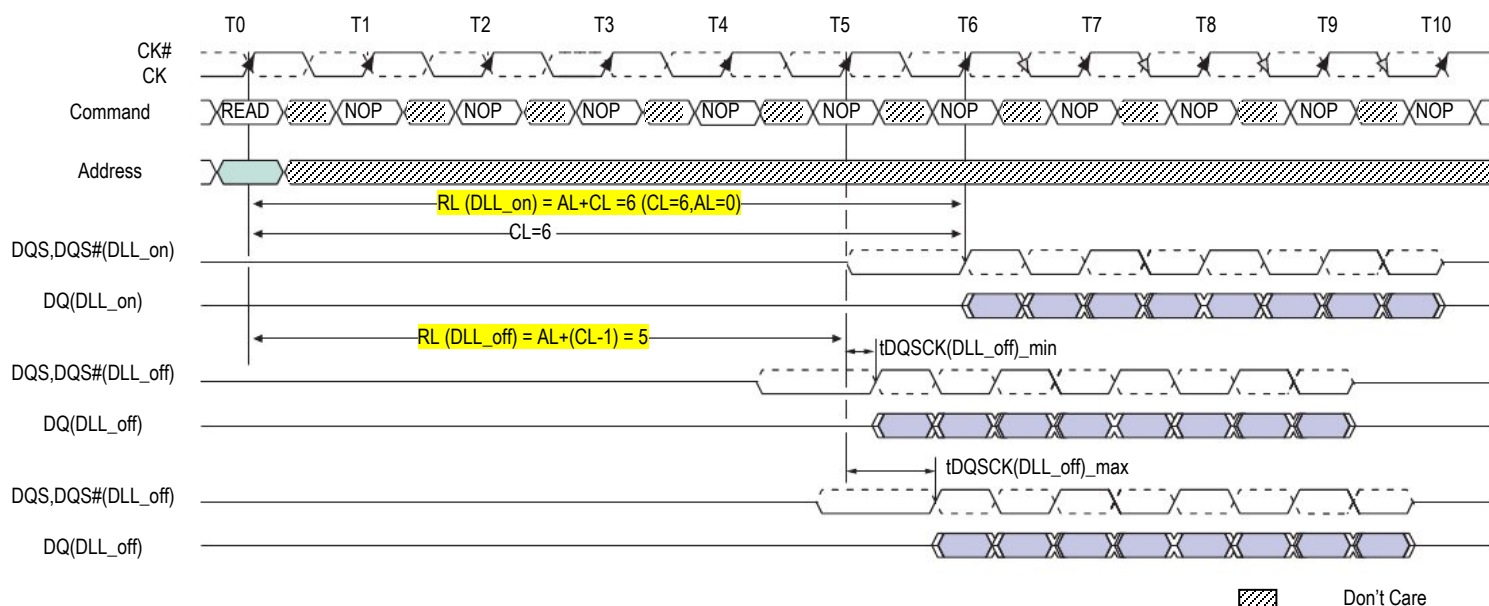 T0 T1 T2 T3 T4 T5 T6 T7 T8 T9 T10
CK#
CK
Command READ NOP NOP NOP NOP NOP NOP NOP NOP NOP NOP
Address
RL (DLL_on) = AL+CL =6 (CL=6,AL=0)
CL=6
DQS,DQS#(DLL_on)
DQ(DLL_on)
RL (DLL_off) = AL+(CL-1) = 5
tDQSCK(DLL_off)_min
DQS,DQS#(DLL_off)
DQ(DLL_off)
tDQSCK(DLL_off)_max
DQS,DQS#(DLL_off)
DQ(DLL_off)
Don't Care